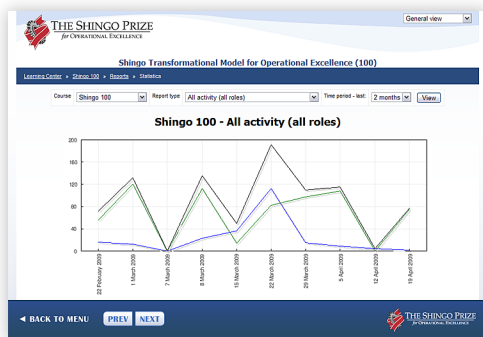 THE SHINGO PRIZE
for OPERATIONAL EXCELLENCE
General view
Shingo Transformational Model for Operational Excellence (100)
Learning Center » Shingo 100 » Reports » Statistics
Course Shingo 100 Report type All activity (all roles) Time period - last: 2 months View
Shingo 100 - All activity (all roles)
200
160
120
80
40
0
22 February 2009
1 March 2009
7 March 2009
8 March 2009
15 March 2009
22 March 2009
29 March 2009
5 April 2009
12 April 2009
19 April 2009
BACK TO MENU PREV NEXT
THE SHINGO PRIZE
for OPERATIONAL EXCELLENCE